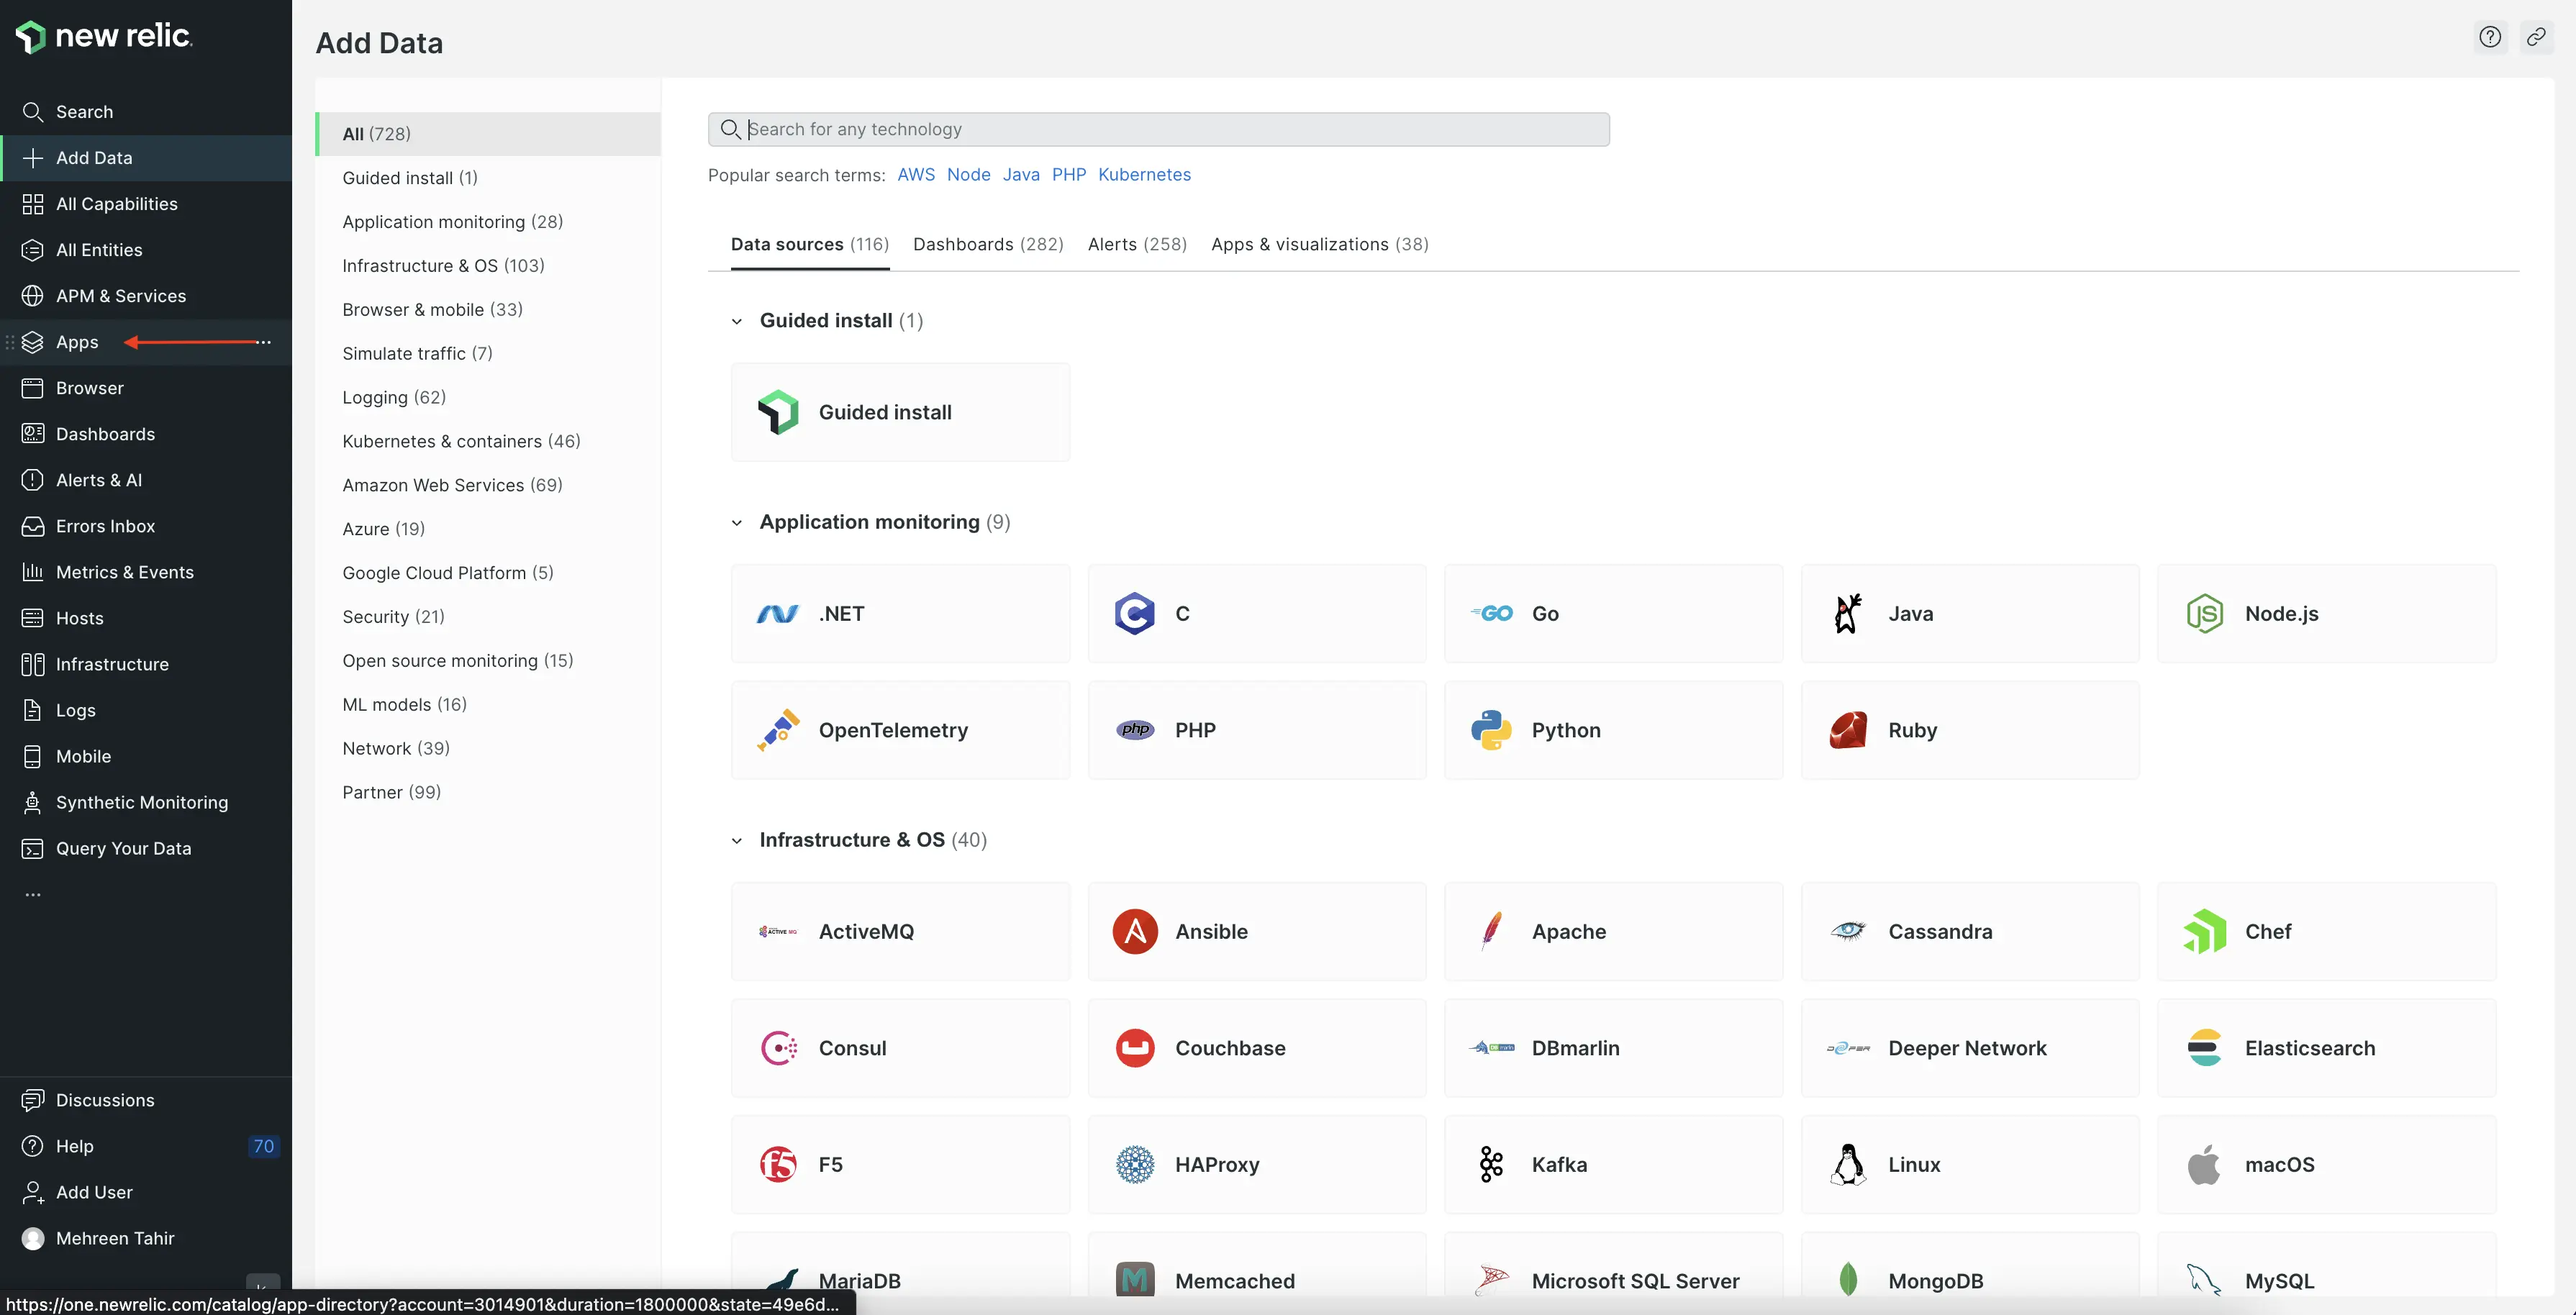 new relic.
Search
Add Data
All Capabilities
All Entities
APM & Services
Apps
...
Browser
Dashboards
Alerts & AI
Errors Inbox
Metrics & Events
Hosts
Infrastructure
Logs
Mobile
Synthetic Monitoring
Query Your Data
...
Discussions
Help 70
Add User
Mehreen Tahir
https://one.newrelic.com/catalog/app-directory?account=3014901&duration=1800000&state=49e6d...
Add Data
All (728)
Guided install (1)
Application monitoring (28)
Infrastructure & OS (103)
Browser & mobile (33)
Simulate traffic (7)
Logging (62)
Kubernetes & containers (46)
Amazon Web Services (69)
Azure (19)
Google Cloud Platform (5)
Security (21)
Open source monitoring (15)
ML models (16)
Network (39)
Partner (99)
Search for any technology
Popular search terms: AWS Node Java PHP Kubernetes
Data sources (116) Dashboards (282) Alerts (258) Apps & visualizations (38)
Guided install (1)
Guided install
Application monitoring (9)
.NET
C
GO Go
Java
JS Node.js
OpenTelemetry
php PHP
Python
Ruby
Infrastructure & OS (40)
ACTIVE MQ ActiveMQ
Ansible
Apache
Cassandra
Chef
Consul
Couchbase
DBmarlin
Deeper Network
Elasticsearch
f5 F5
HAProxy
Kafka
Linux
macOS
MariaDB
M Memcached
Microsoft SQL Server
MongoDB
MySQL